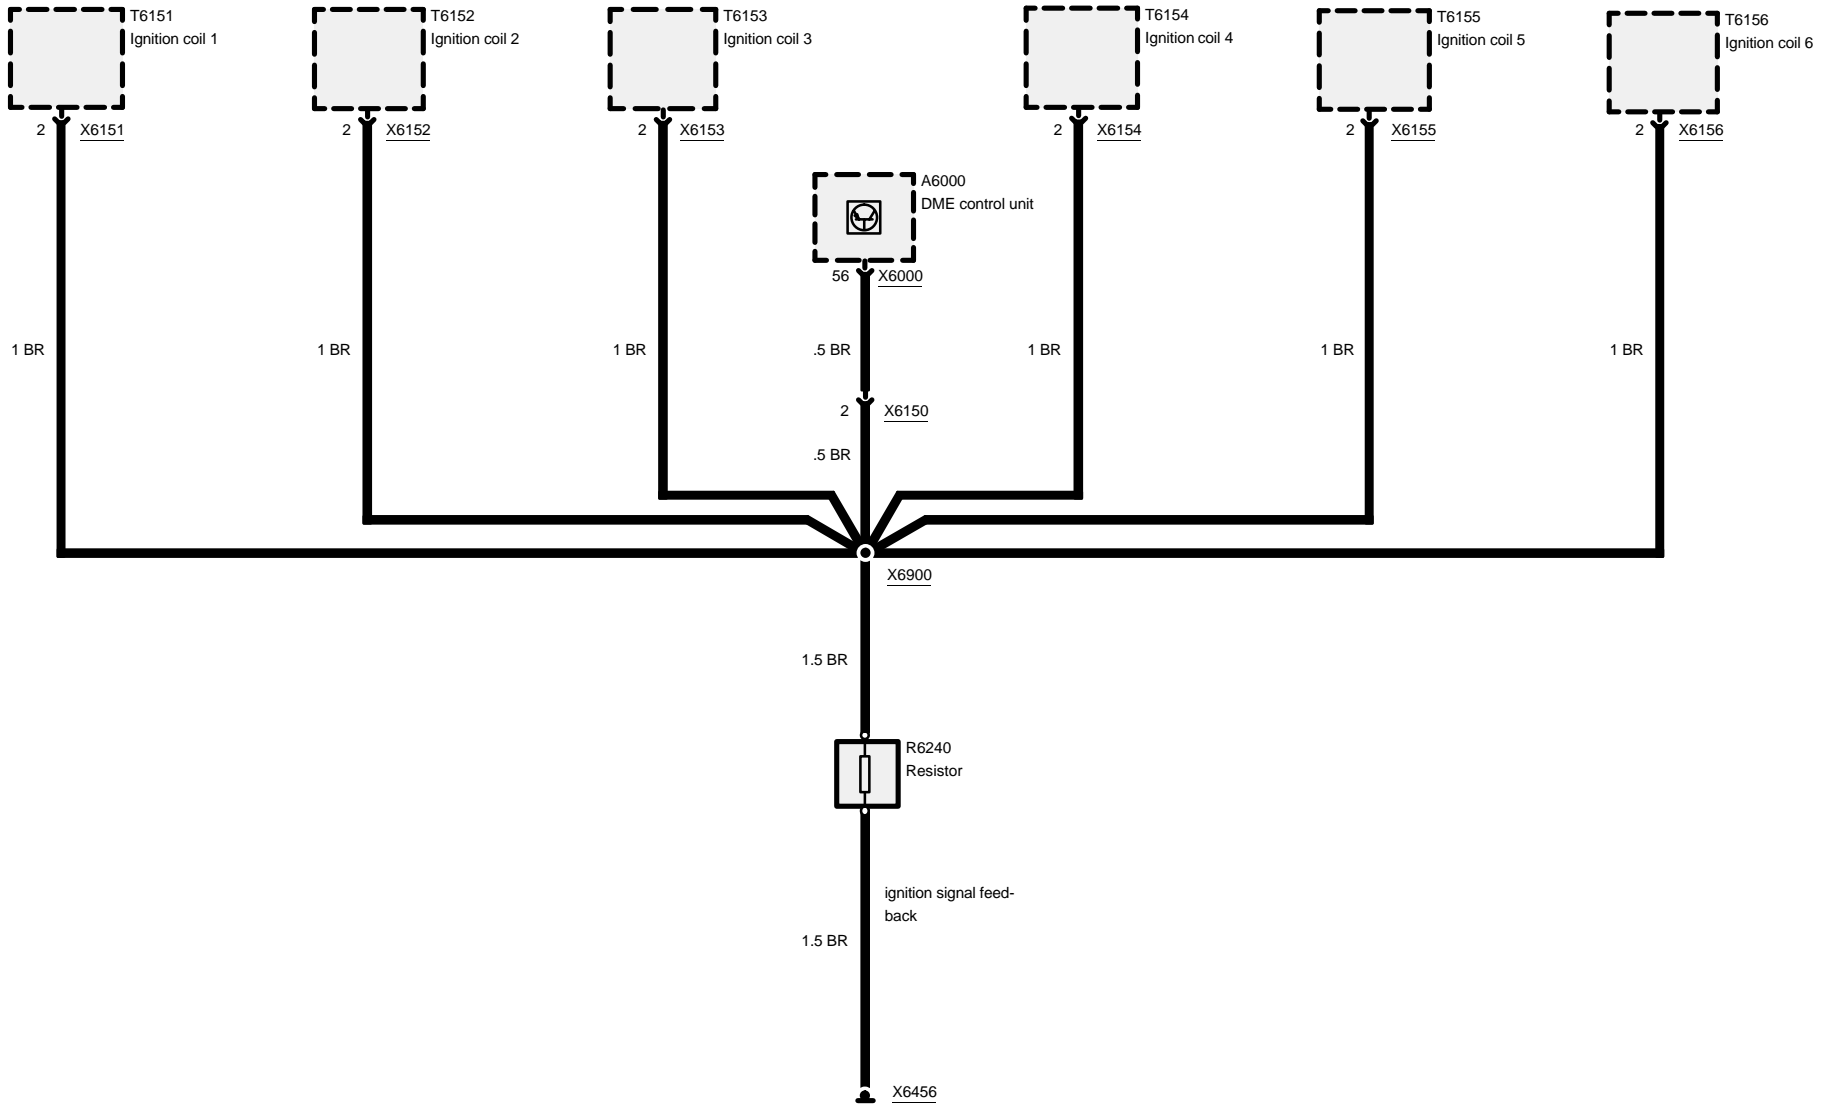 T6151
Ignition coil 1
T6152
Ignition coil 2
T6153
Ignition coil 3
T6154
Ignition coil 4
T6155
Ignition coil 5
T6156
Ignition coil 6
2 X6151
2 X6152
2 X6153
2 X6154
2 X6155
2 X6156
A6000
DME control unit
56 X6000
1 BR
1 BR
1 BR
.5 BR
1 BR
1 BR
1 BR
2 X6150
.5 BR
X6900
1.5 BR
R6240
Resistor
ignition signal feed-
back
1.5 BR
X6456